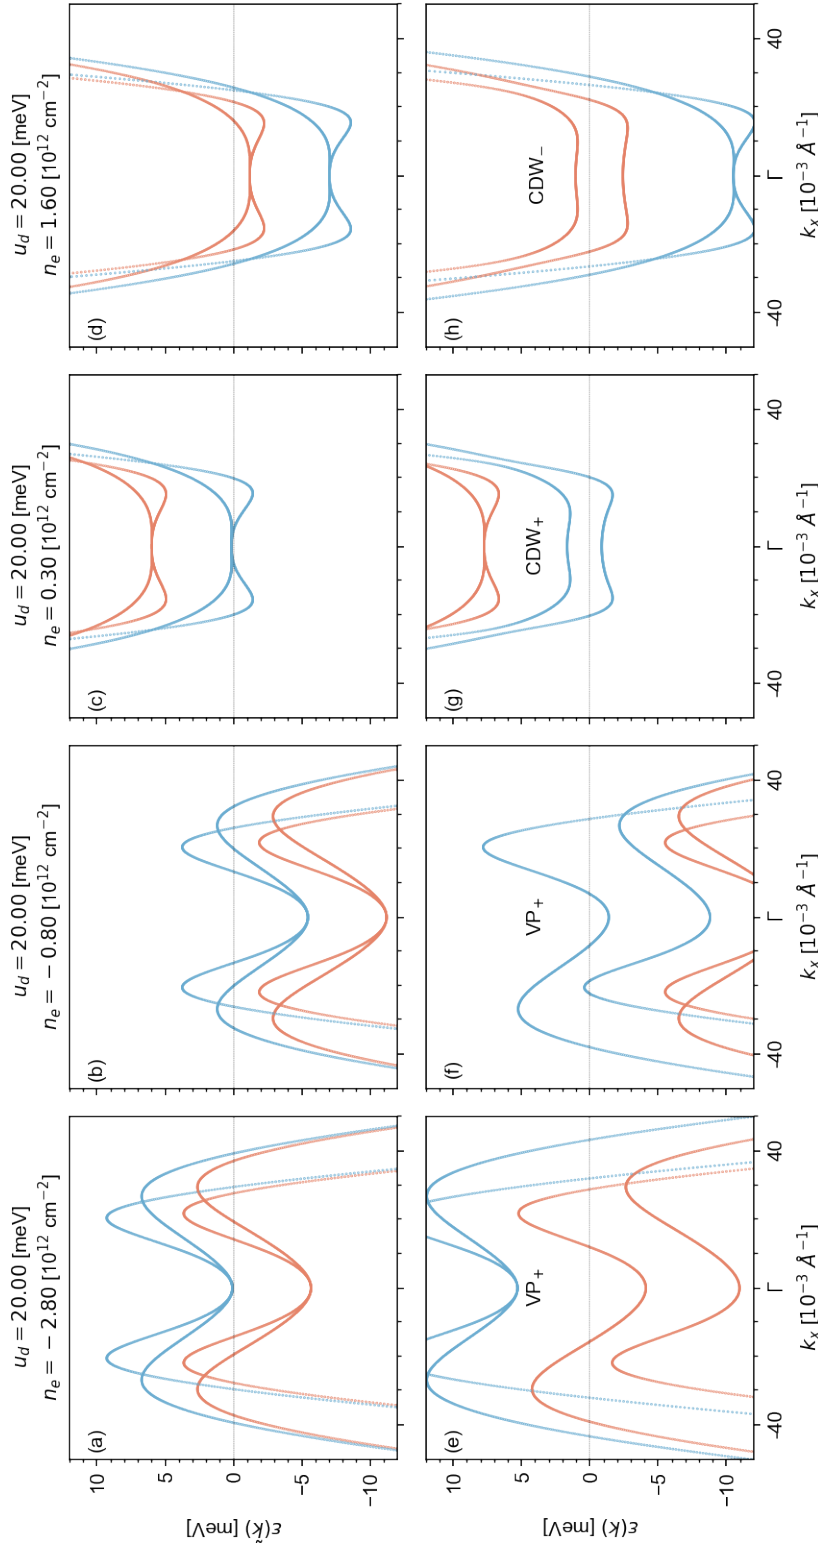 u_d = 20.00 [meV]
n_e = − 2.80 [10^12 cm^−2]
u_d = 20.00 [meV]
n_e = − 0.80 [10^12 cm^−2]
u_d = 20.00 [meV]
n_e = 0.30 [10^12 cm^−2]
u_d = 20.00 [meV]
n_e = 1.60 [10^12 cm^−2]
(a)
(b)
(c)
(d)
10
5
0
−5
−10
ε̃(k) [meV]
(e)
VP_+
(f)
VP_+
(g)
CDW_+
(h)
CDW_−
10
5
0
−5
−10
ε(k) [meV]
-40
Γ
40
-40
Γ
40
-40
Γ
40
-40
Γ
40
k_x [10^−3 Å^−1]
k_x [10^−3 Å^−1]
k_x [10^−3 Å^−1]
k_x [10^−3 Å^−1]